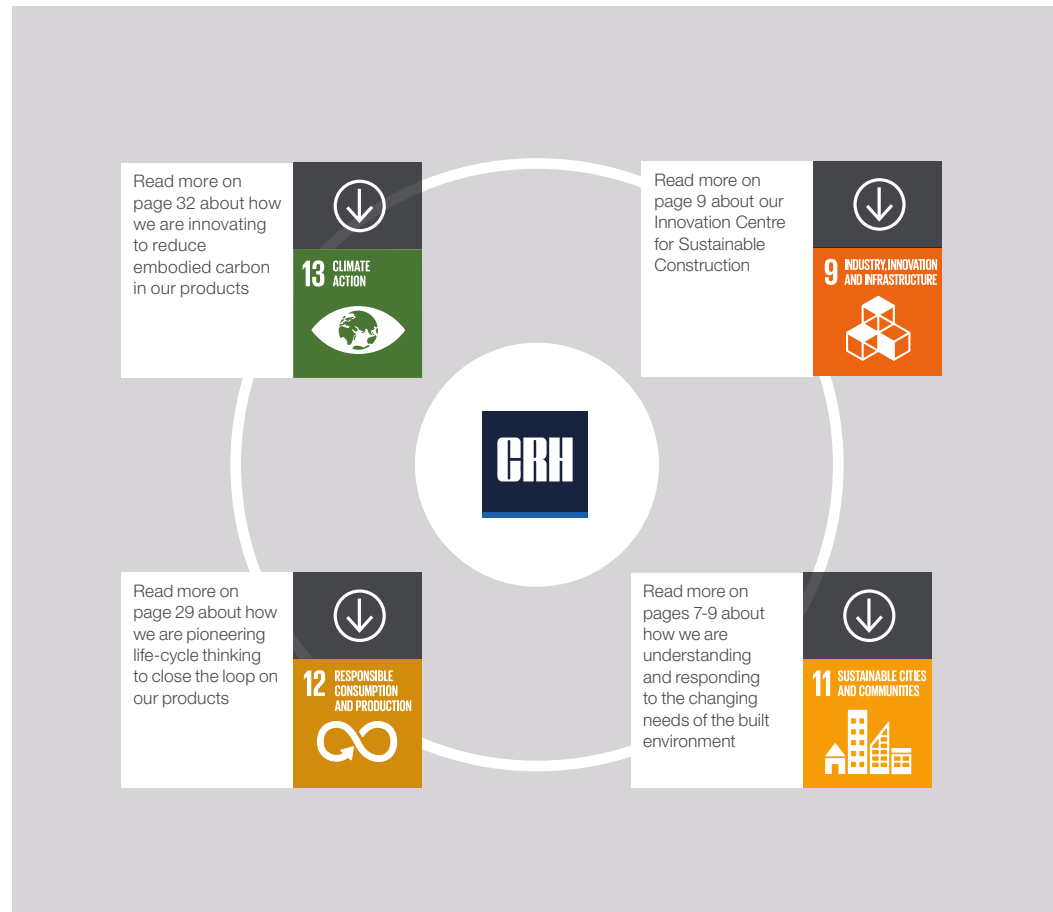 Read more on
page 32 about how
we are innovating
to reduce
embodied carbon
in our products
13 CLIMATE
ACTION
Read more on
page 9 about our
Innovation Centre
for Sustainable
Construction
9 INDUSTRY, INNOVATION
AND INFRASTRUCTURE
CRH
Read more on
page 29 about how
we are pioneering
life-cycle thinking
to close the loop on
our products
12 RESPONSIBLE
CONSUMPTION
AND PRODUCTION
Read more on
pages 7-9 about
how we are
understanding
and responding
to the changing
needs of the built
environment
11 SUSTAINABLE CITIES
AND COMMUNITIES